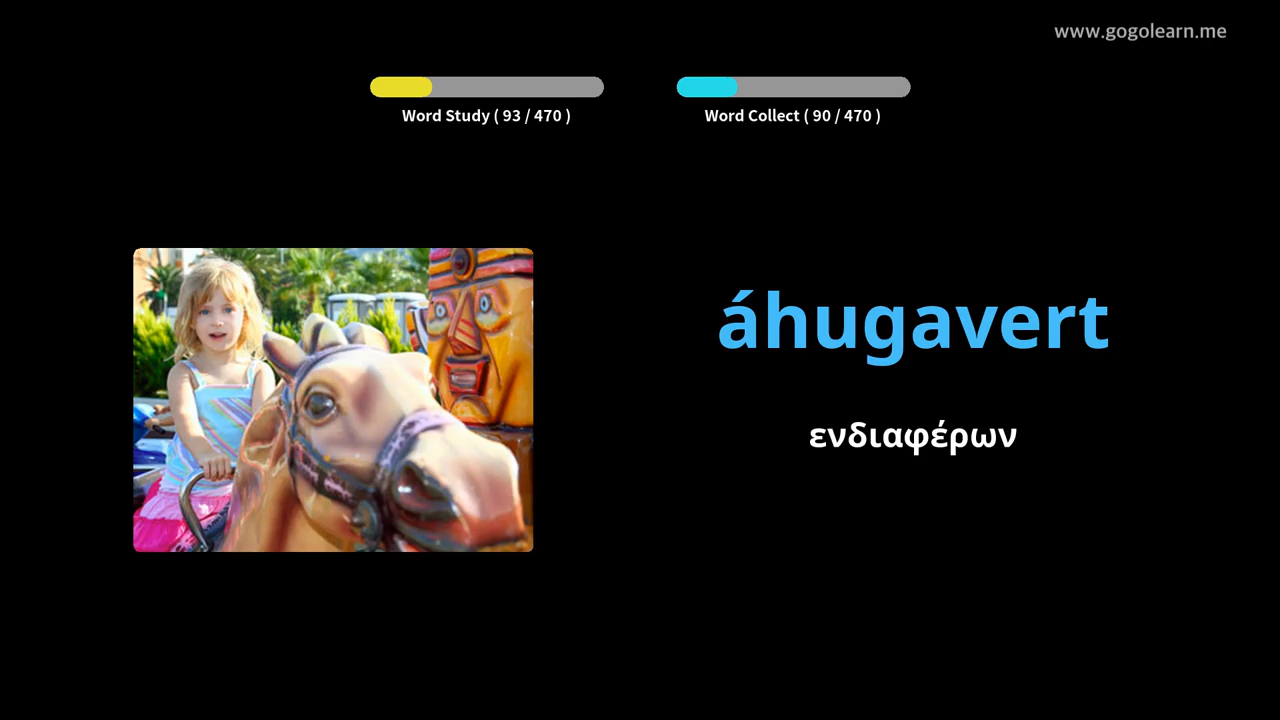 www.gogolearn.me
Word Study ( 93 / 470 )
Word Collect ( 90 / 470 )
áhugavert
ενδιαφέρων